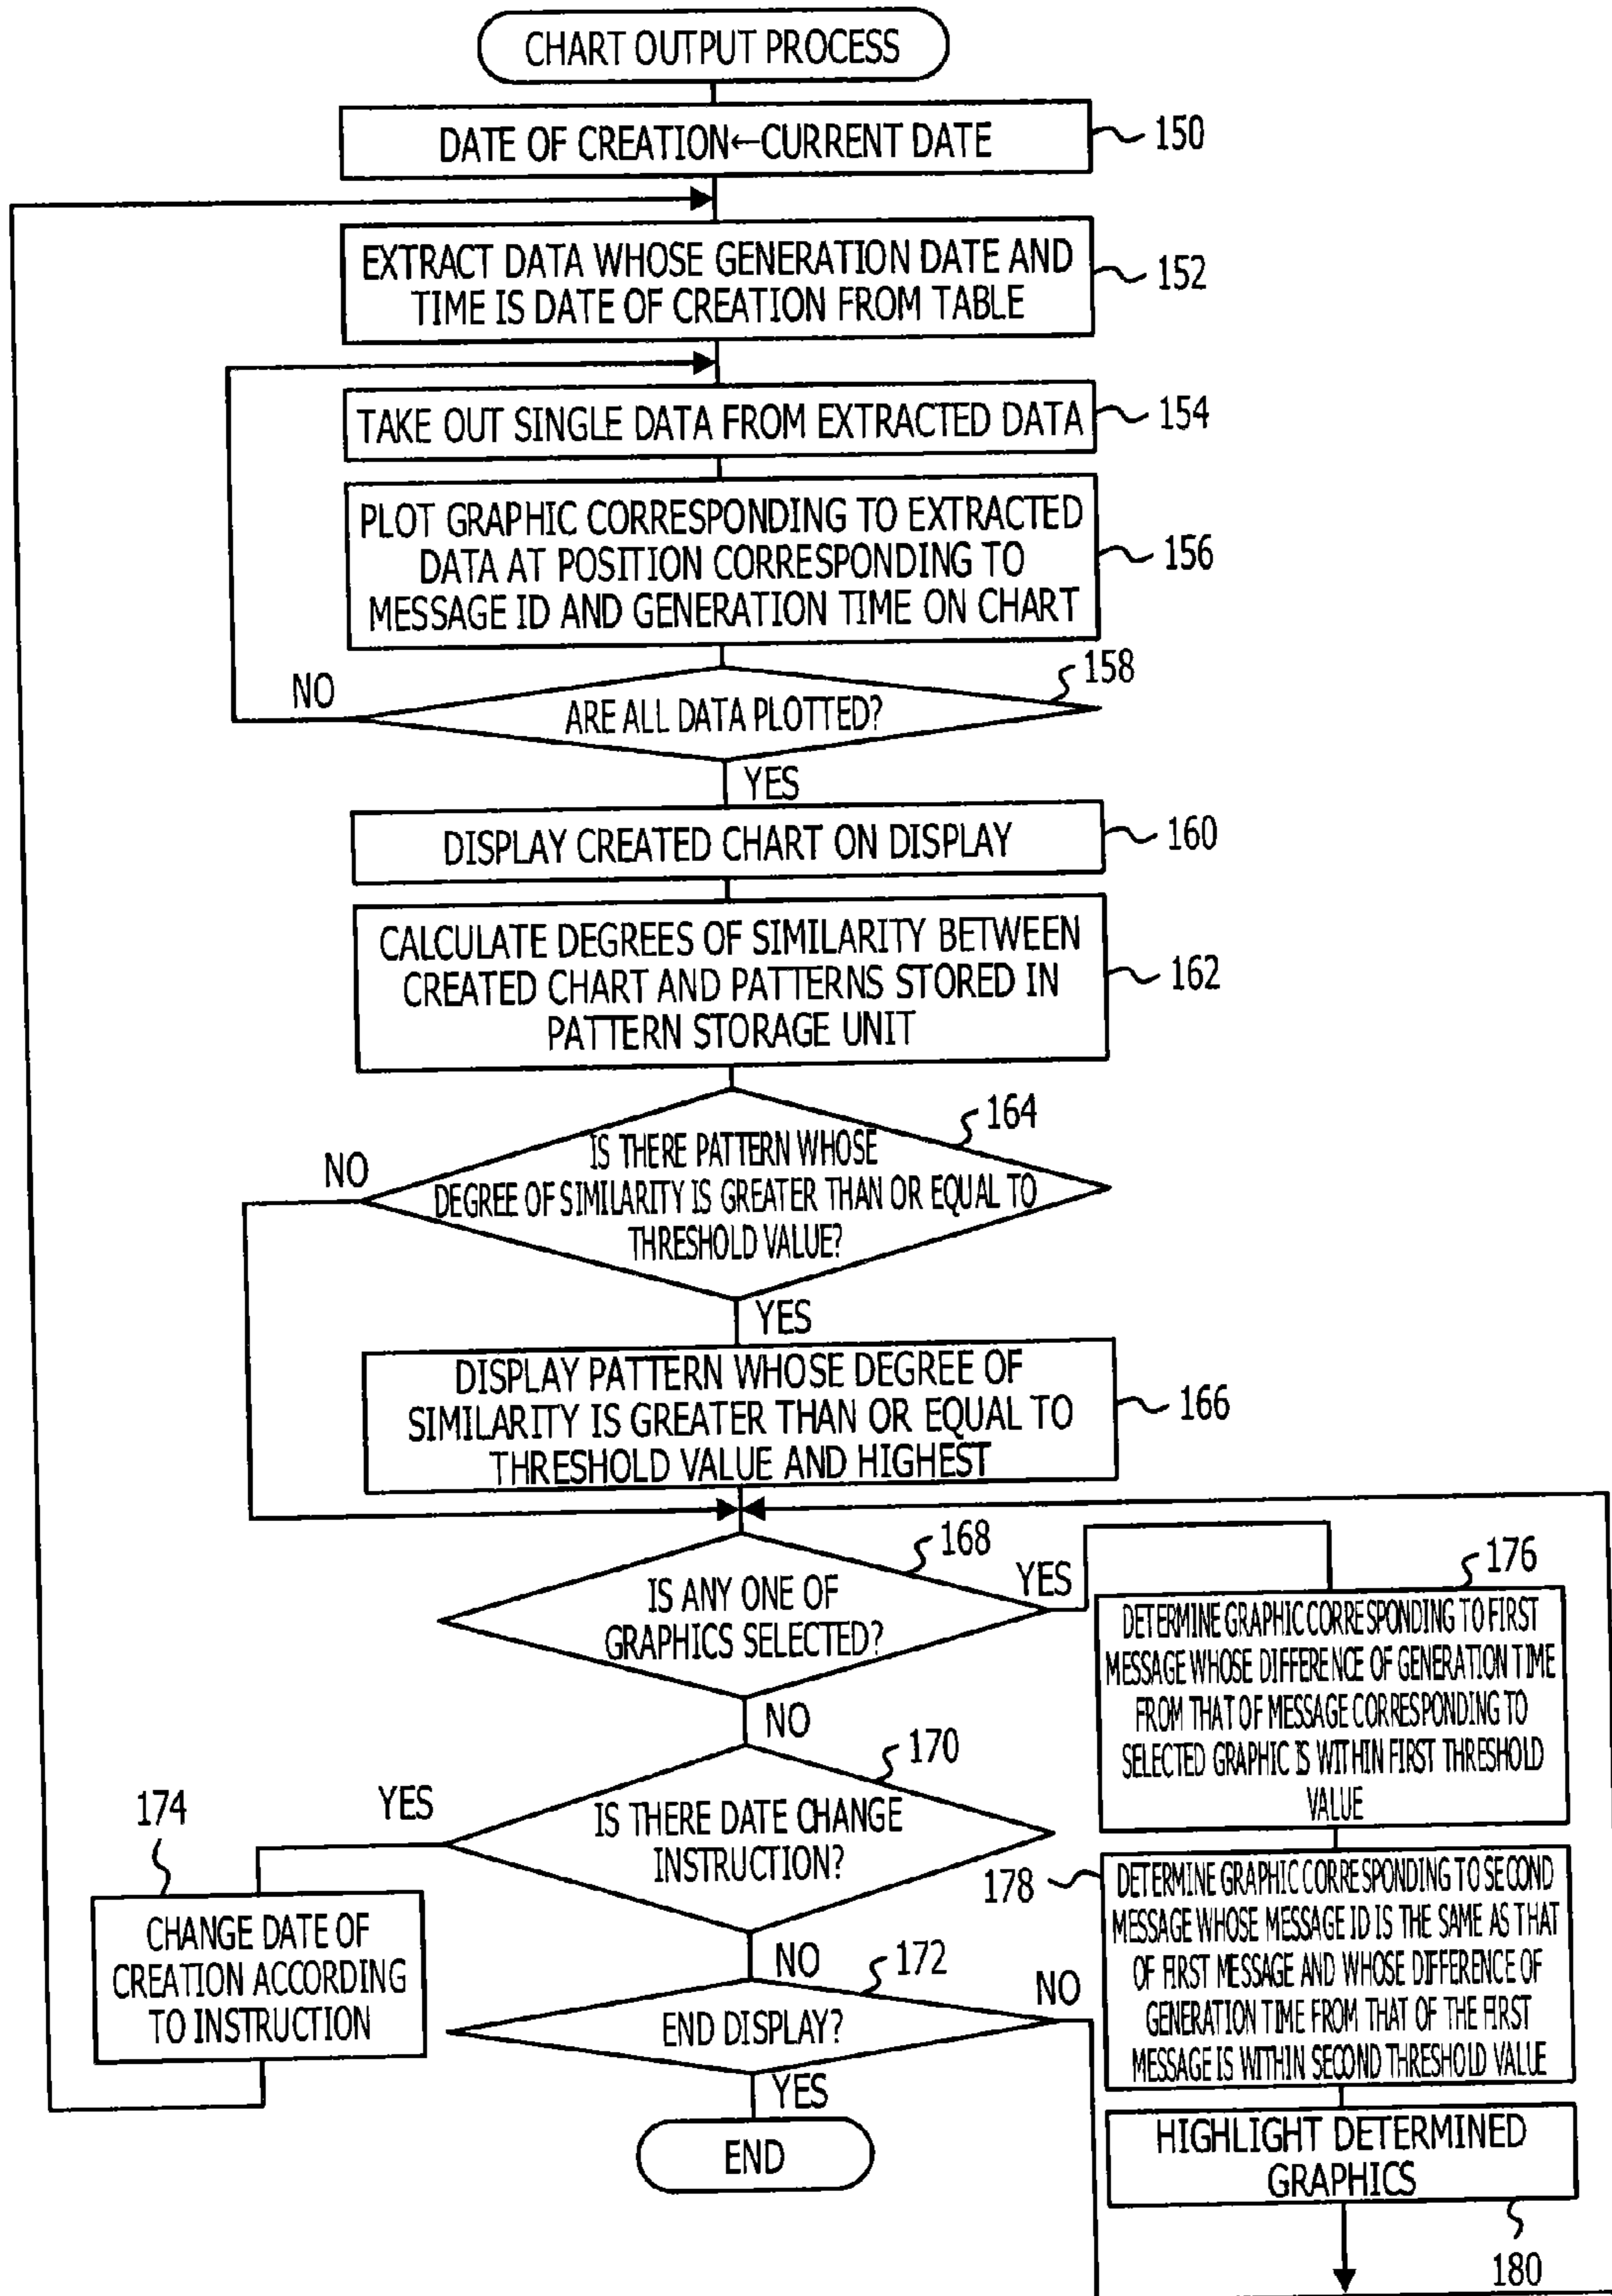 CHART OUTPUT PROCESS
DATE OF CREATION←CURRENT DATE
150
EXTRACT DATA WHOSE GENERATION DATE AND
TIME IS DATE OF CREATION FROM TABLE
152
TAKE OUT SINGLE DATA FROM EXTRACTED DATA
154
PLOT GRAPHIC CORRESPONDING TO EXTRACTED
DATA AT POSITION CORRESPONDING TO
MESSAGE ID AND GENERATION TIME ON CHART
156
158
NO
ARE ALL DATA PLOTTED?
YES
DISPLAY CREATED CHART ON DISPLAY
160
CALCULATE DEGREES OF SIMILARITY BETWEEN
CREATED CHART AND PATTERNS STORED IN
PATTERN STORAGE UNIT
162
164
NO
IS THERE PATTERN WHOSE
DEGREE OF SIMILARITY IS GREATER THAN OR EQUAL TO
THRESHOLD VALUE?
YES
DISPLAY PATTERN WHOSE DEGREE OF
SIMILARITY IS GREATER THAN OR EQUAL TO
THRESHOLD VALUE AND HIGHEST
166
168
YES
IS ANY ONE OF
GRAPHICS SELECTED?
NO
176
DETERMINE GRAPHIC CORRESPONDING TO FIRST
MESSAGE WHOSE DIFFERENCE OF GENERATION TIME
FROM THAT OF MESSAGE CORRESPONDING TO
SELECTED GRAPHIC IS WITHIN FIRST THRESHOLD
VALUE
170
YES
IS THERE DATE CHANGE
INSTRUCTION?
NO
174
CHANGE DATE OF
CREATION ACCORDING
TO INSTRUCTION
178
DETERMINE GRAPHIC CORRESPONDING TO SECOND
MESSAGE WHOSE MESSAGE ID IS THE SAME AS THAT
OF FIRST MESSAGE AND WHOSE DIFFERENCE OF
GENERATION TIME FROM THAT OF THE FIRST
MESSAGE IS WITHIN SECOND THRESHOLD VALUE
172
NO
END DISPLAY?
YES
END
HIGHLIGHT DETERMINED
GRAPHICS
180